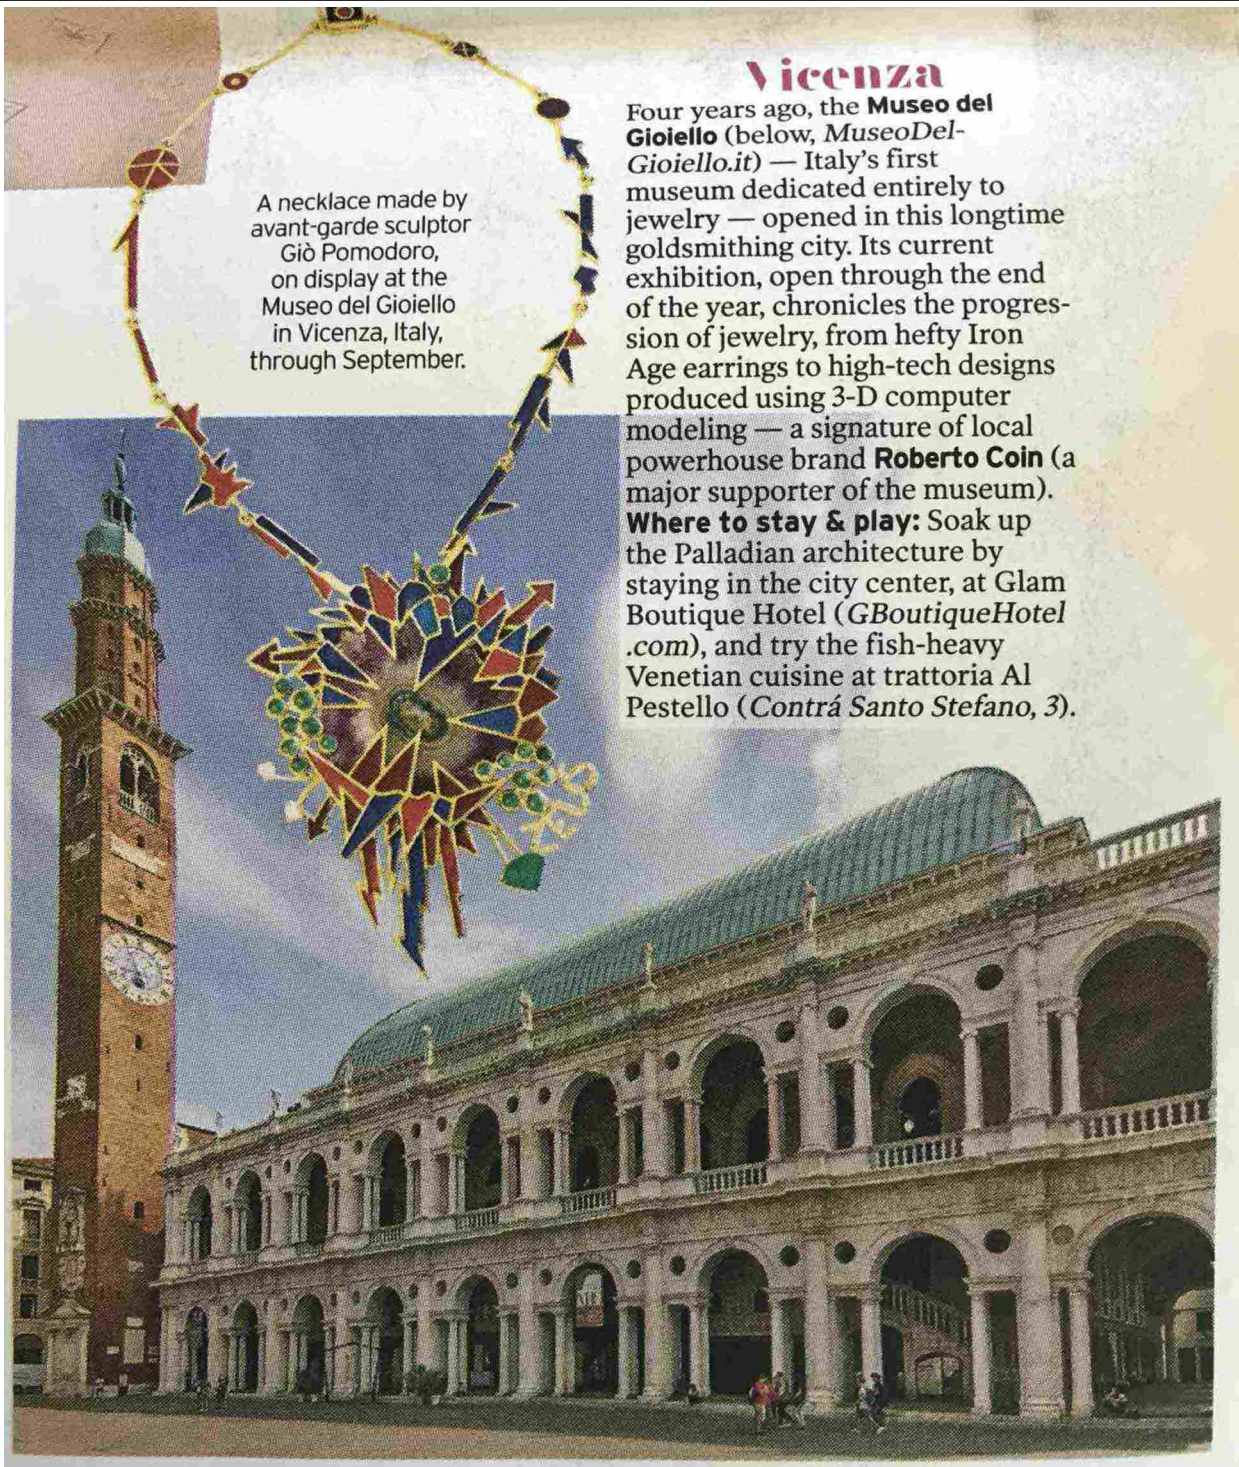 Vicenza
Four years ago, the Museo del
Gioiello (below, MuseoDel-
Gioiello.it) — Italy's first
museum dedicated entirely to
jewelry — opened in this longtime
goldsmithing city. Its current
exhibition, open through the end
of the year, chronicles the progres-
sion of jewelry, from hefty Iron
Age earrings to high-tech designs
produced using 3-D computer
modeling — a signature of local
powerhouse brand Roberto Coin (a
major supporter of the museum).
Where to stay & play: Soak up
the Palladian architecture by
staying in the city center, at Glam
Boutique Hotel (GBoutiqueHotel
.com), and try the fish-heavy
Venetian cuisine at trattoria Al
Pestello (Contrá Santo Stefano, 3).
A necklace made by
avant-garde sculptor
Giò Pomodoro,
on display at the
Museo del Gioiello
in Vicenza, Italy,
through September.